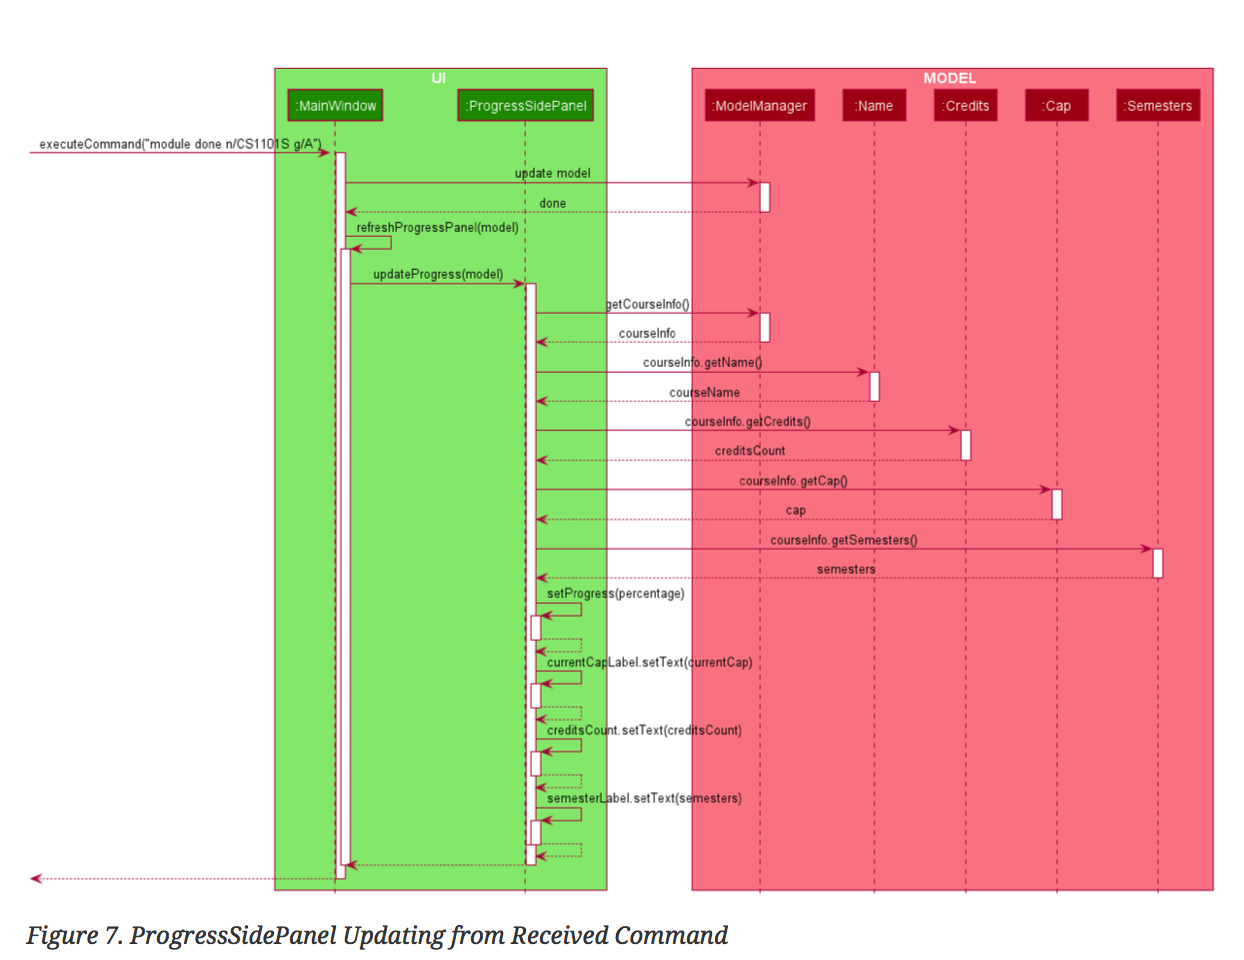 UI
MODEL
:MainWindow
:ProgressSidePanel
:ModelManager
:Name
:Credits
:Cap
:Semesters
executeCommand("module done n/CS1101S g/A")
update model
done
refreshProgressPanel(model)
updateProgress(model)
getCourseInfo()
courseInfo
courseInfo.getName()
courseName
courseInfo.getCredits()
creditsCount
courseInfo.getCap()
cap
courseInfo.getSemesters()
semesters
setProgress(percentage)
currentCapLabel.setText(currentCap)
creditsCount.setText(creditsCount)
semesterLabel.setText(semesters)
Figure 7. ProgressSidePanel Updating from Received Command